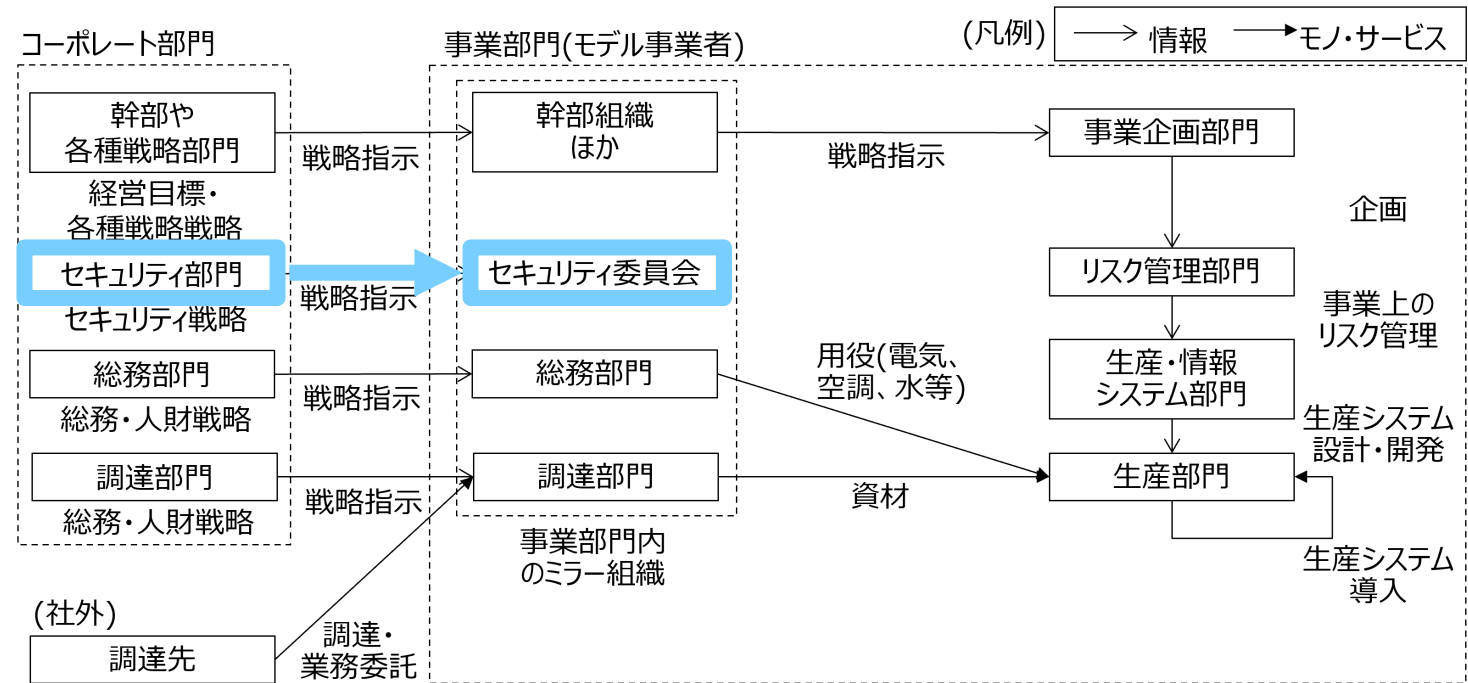 コーポレート部門
事業部門(モデル事業者)
(凡例)
情報
モノ・サービス
幹部や
各種戦略部門
経営目標・
各種戦略戦略
戦略指示
幹部組織
ほか
戦略指示
事業企画部門
企画
セキュリティ部門
セキュリティ戦略
戦略指示
セキュリティ委員会
リスク管理部門
事業上の
リスク管理
総務部門
総務・人財戦略
戦略指示
総務部門
用役(電気、
空調、水等)
生産・情報
システム部門
生産システム
設計・開発
調達部門
総務・人財戦略
戦略指示
調達部門
資材
生産部門
事業部門内
のミラー組織
生産システム
導入
(社外)
調達先
調達・
業務委託